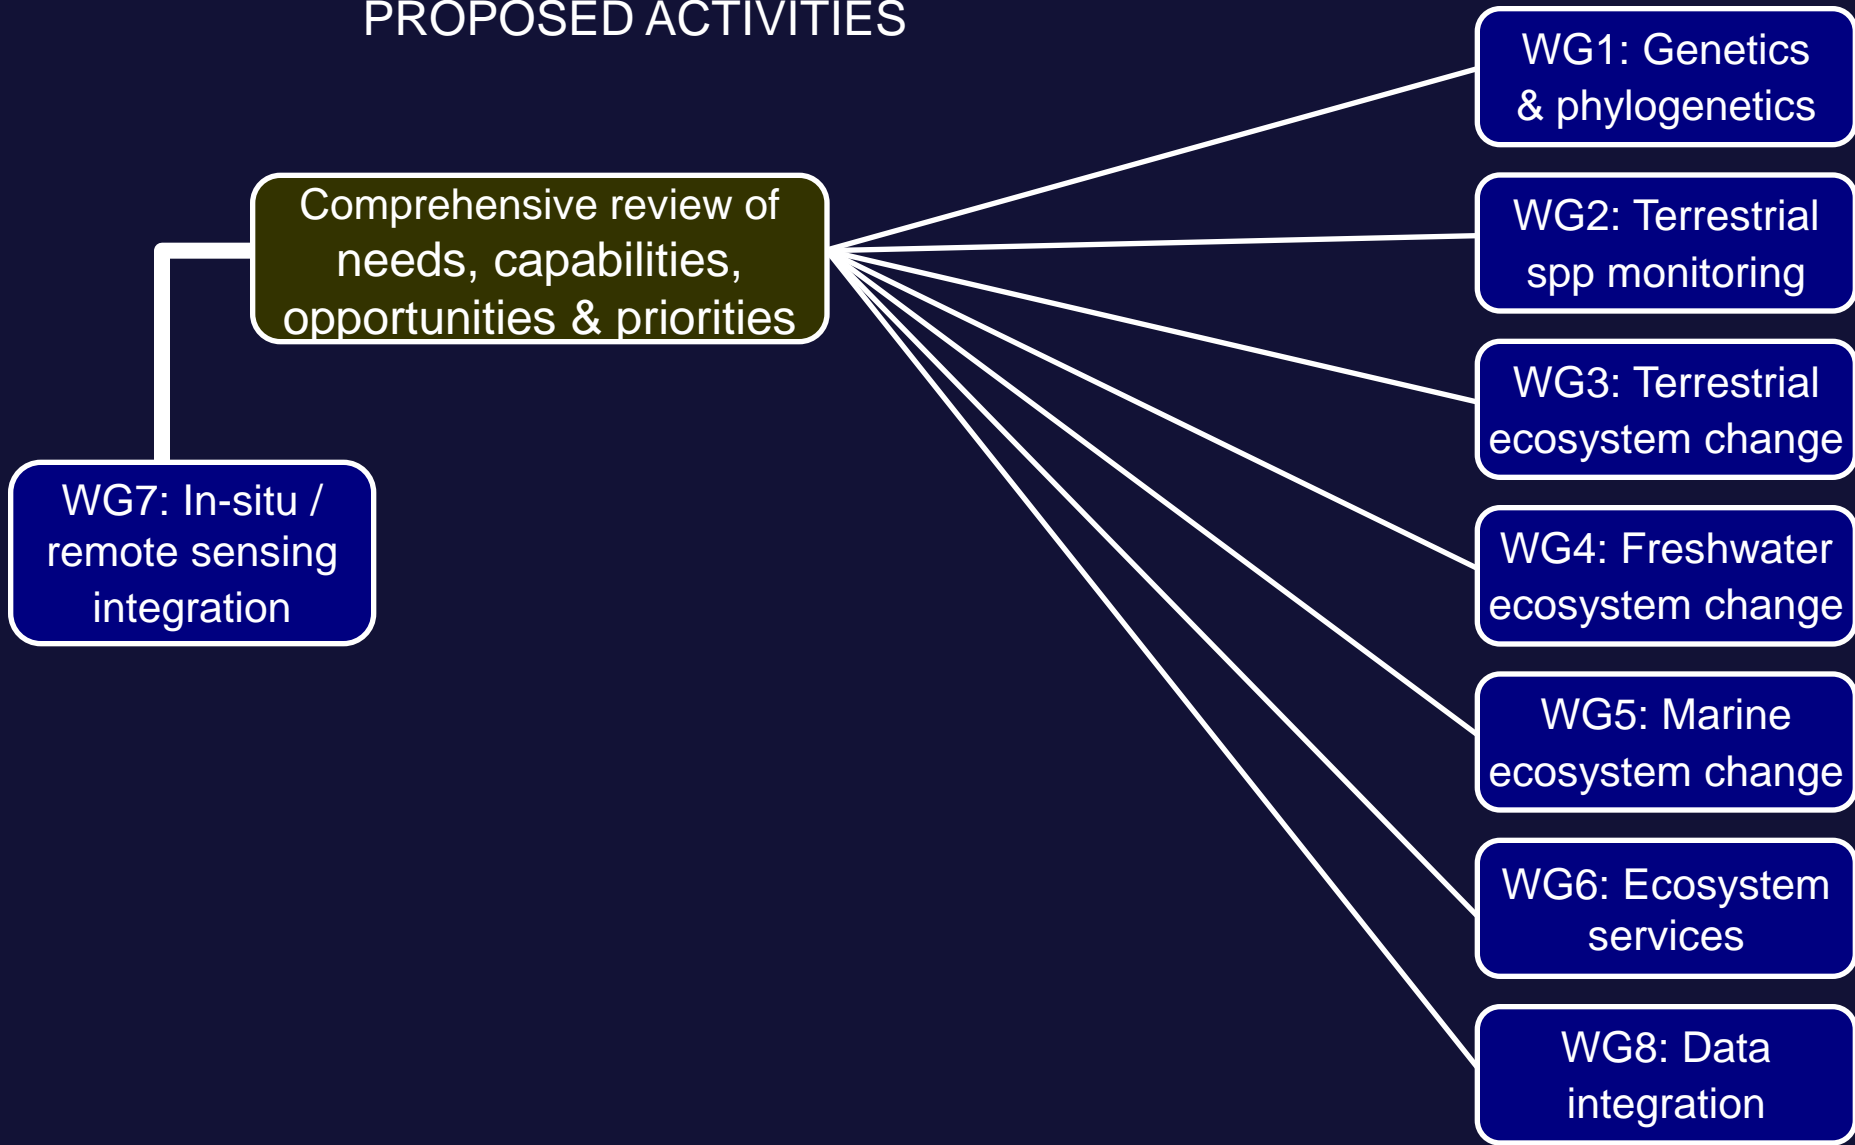 PROPOSED ACTIVITIES
Comprehensive review of
needs, capabilities,
opportunities & priorities
WG7: In-situ /
remote sensing
integration
WG1: Genetics
& phylogenetics
WG2: Terrestrial
spp monitoring
WG3: Terrestrial
ecosystem change
WG4: Freshwater
ecosystem change
WG5: Marine
ecosystem change
WG6: Ecosystem
services
WG8: Data
integration